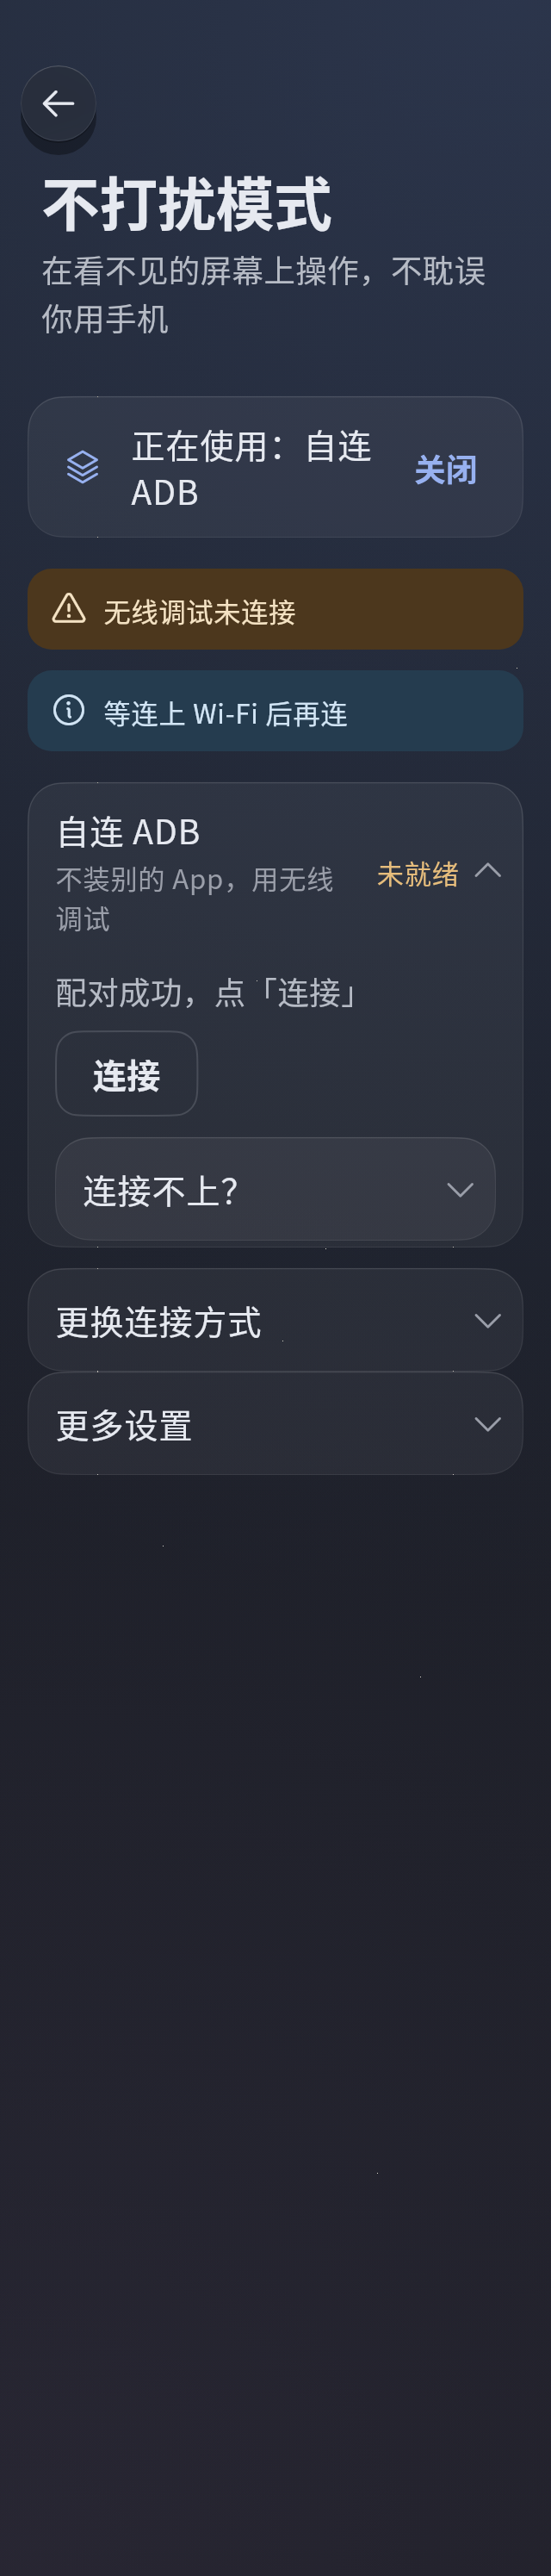 不打扰模式
在看不见的屏幕上操作，不耽误
你用手机
正在使用：自连
ADB
关闭
无线调试未连接
等连上 Wi-Fi 后再连
自连 ADB
不装别的 App，用无线
调试
未就绪
配对成功，点「连接」
连接
连接不上？
更换连接方式
更多设置